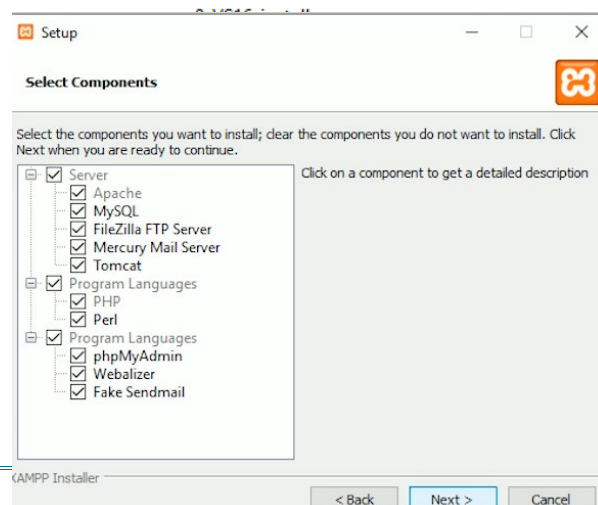 Setup
Select Components
Select the components you want to install; clear the components you do not want to install. Click
Next when you are ready to continue.
Server
Apache
MySQL
FileZilla FTP Server
Mercury Mail Server
Tomcat
Program Languages
PHP
Perl
Program Languages
phpMyAdmin
Webalizer
Fake Sendmail
Click on a component to get a detailed description
XAMPP Installer
< Back
Next >
Cancel